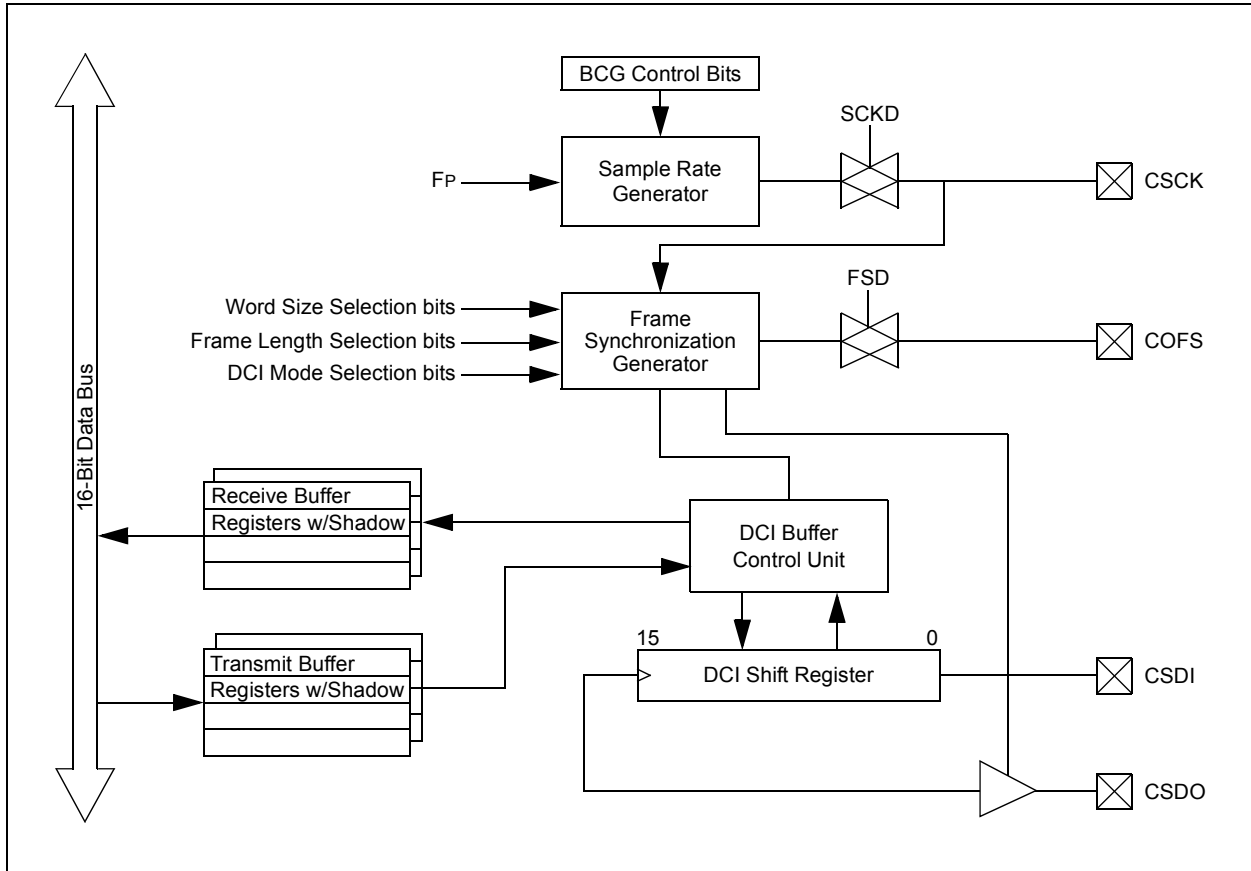 BCG Control Bits
SCKD
FP
Sample Rate
Generator
CSCK
FSD
Word Size Selection bits
Frame Length Selection bits
DCI Mode Selection bits
Frame
Synchronization
Generator
COFS
16-Bit Data Bus
Receive Buffer
Registers w/Shadow
DCI Buffer
Control Unit
Transmit Buffer
Registers w/Shadow
15
0
DCI Shift Register
CSDI
CSDO